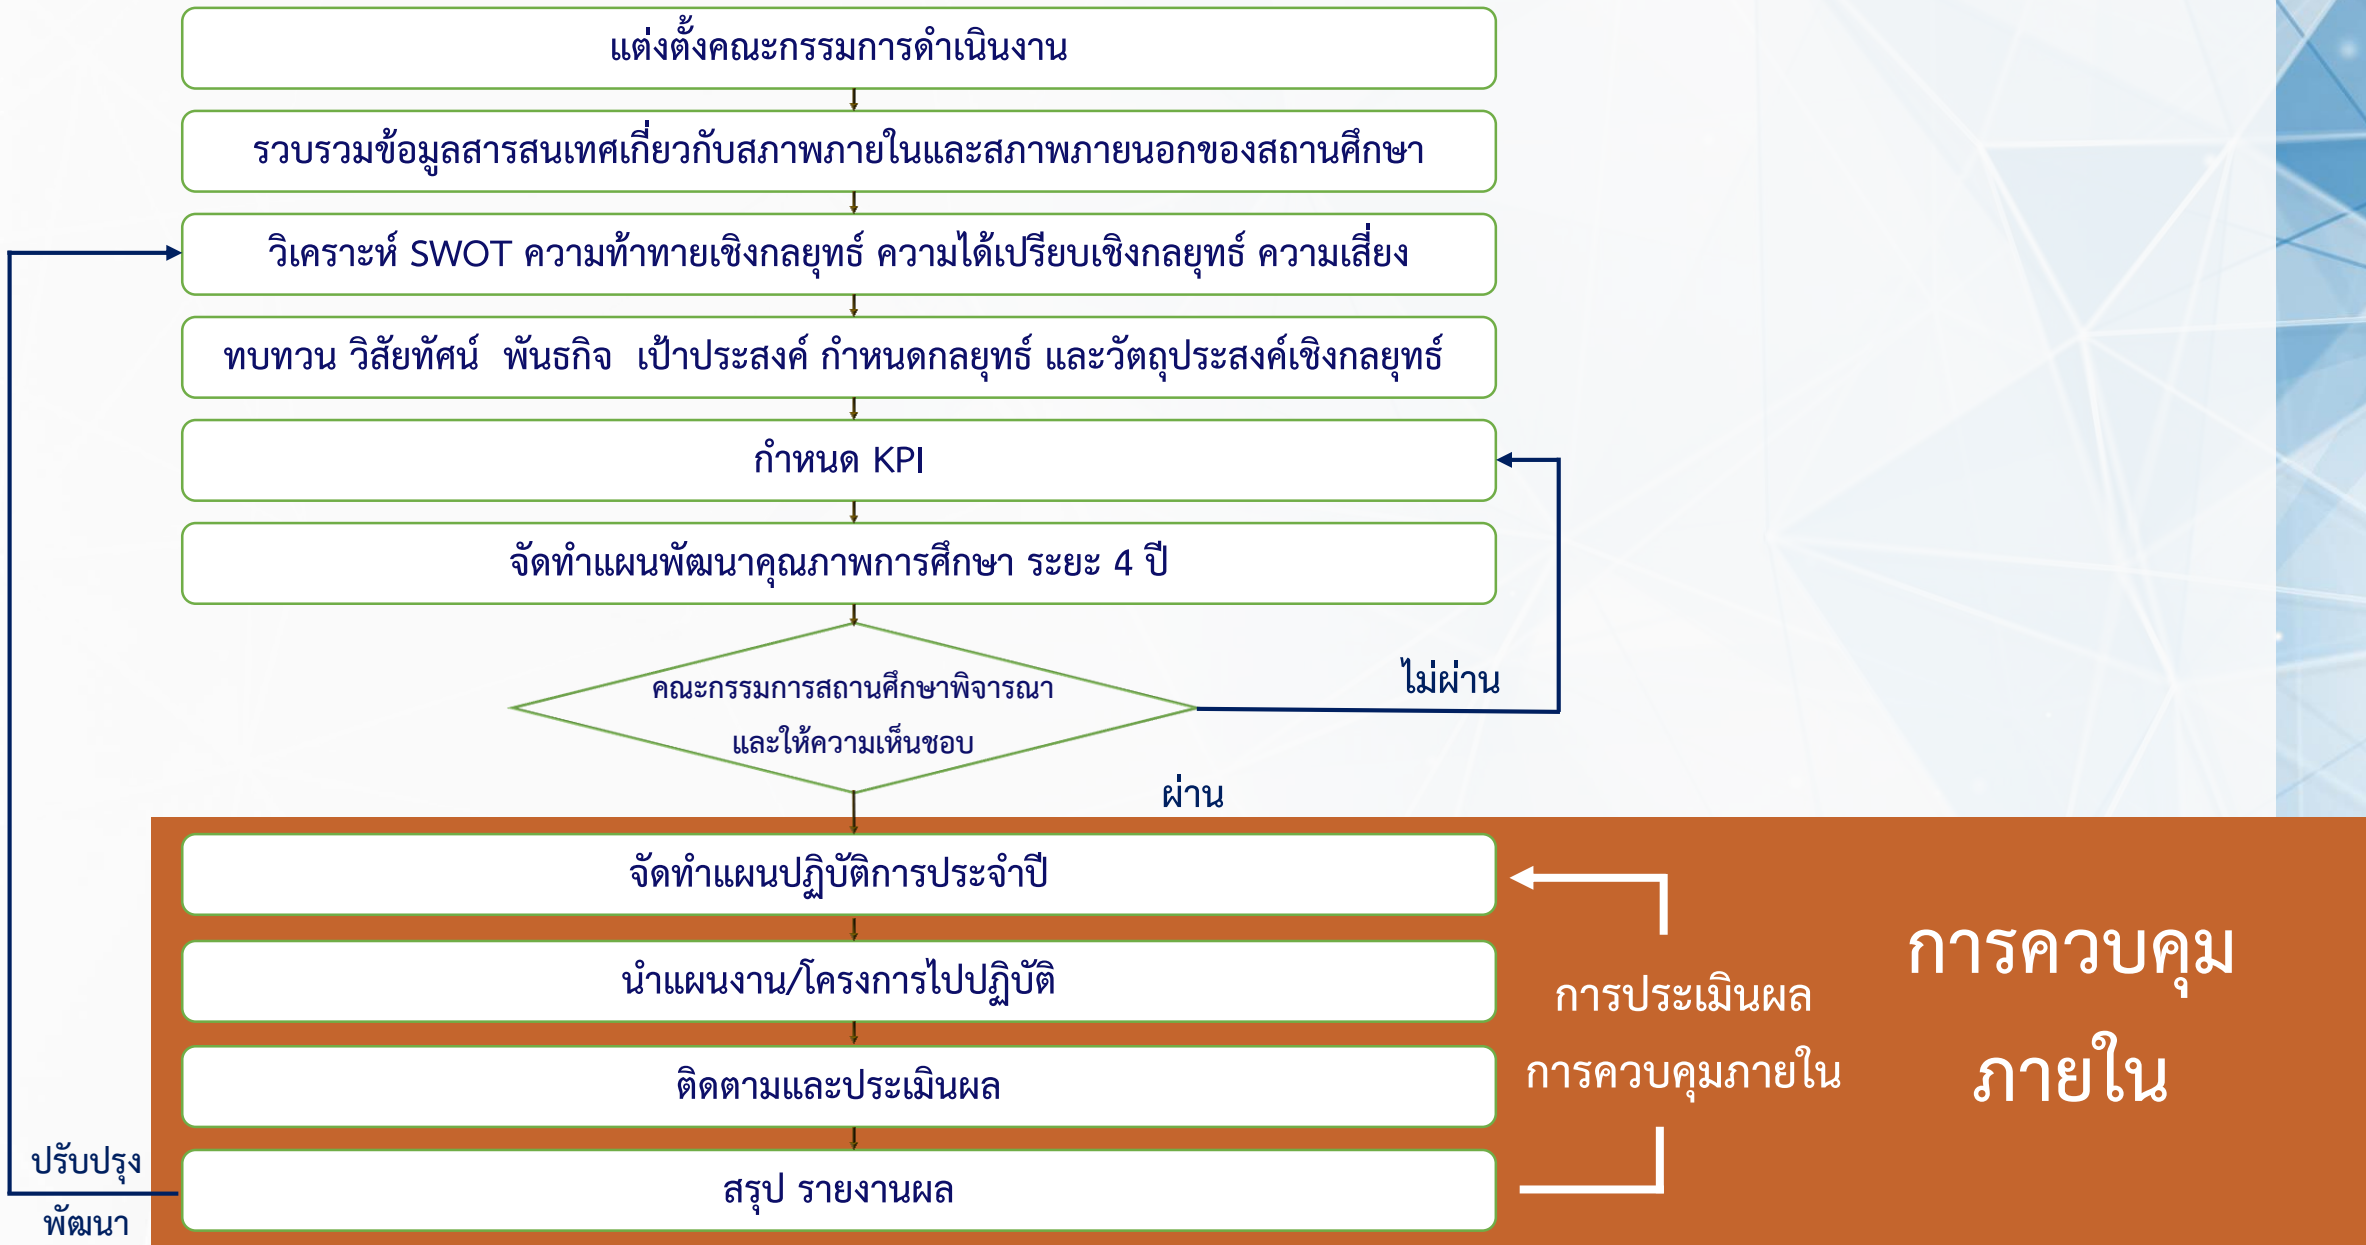 แต่งตั้งคณะกรรมการดำเนินงาน
รวบรวมข้อมูลสารสนเทศเกี่ยวกับสภาพภายในและสภาพภายนอกของสถานศึกษา
วิเคราะห์ SWOT ความท้าทายเชิงกลยุทธ์ ความได้เปรียบเชิงกลยุทธ์ ความเสี่ยง
ทบทวน วิสัยทัศน์ พันธกิจ เป้าประสงค์ กำหนดกลยุทธ์ และวัตถุประสงค์เชิงกลยุทธ์
กำหนด KPI
จัดทำแผนพัฒนาคุณภาพการศึกษา ระยะ 4 ปี
คณะกรรมการสถานศึกษาพิจารณา
และให้ความเห็นชอบ
ไม่ผ่าน
ผ่าน
จัดทำแผนปฏิบัติการประจำปี
นำแผนงาน/โครงการไปปฏิบัติ
ติดตามและประเมินผล
สรุป รายงานผล
การประเมินผล
การควบคุมภายใน
การควบคุม
ภายใน
ปรับปรุง
พัฒนา